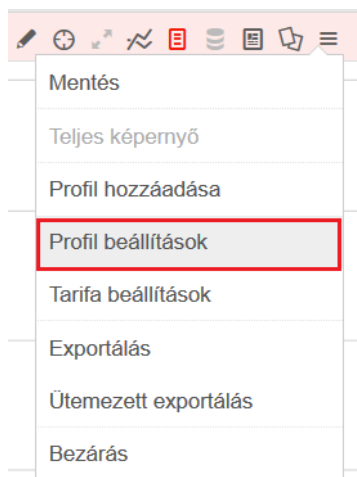 Mentés
Teljes képernyő
Profil hozzáadása
Profil beállítások
Tarifa beállítások
Exportálás
Ütemezett exportálás
Bezárás